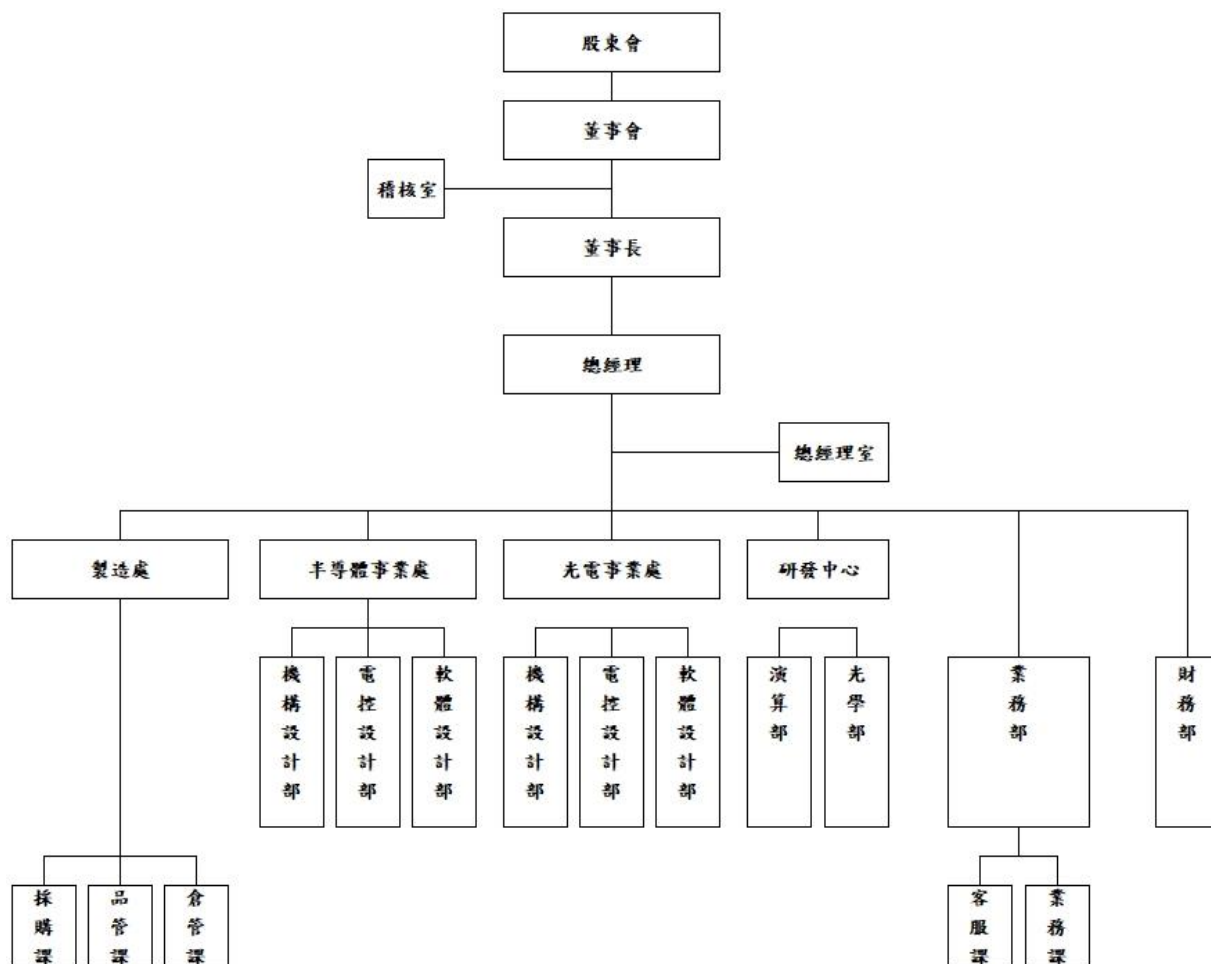 股東會
董事會
稽核室
董事長
總經理
總經理室
製造處
半導體事業處
光電事業處
研發中心
機構設計部
電控設計部
軟體設計部
機構設計部
電控設計部
軟體設計部
演算部
光學部
業務部
財務部
採購課
品管課
倉管課
客服課
業務課